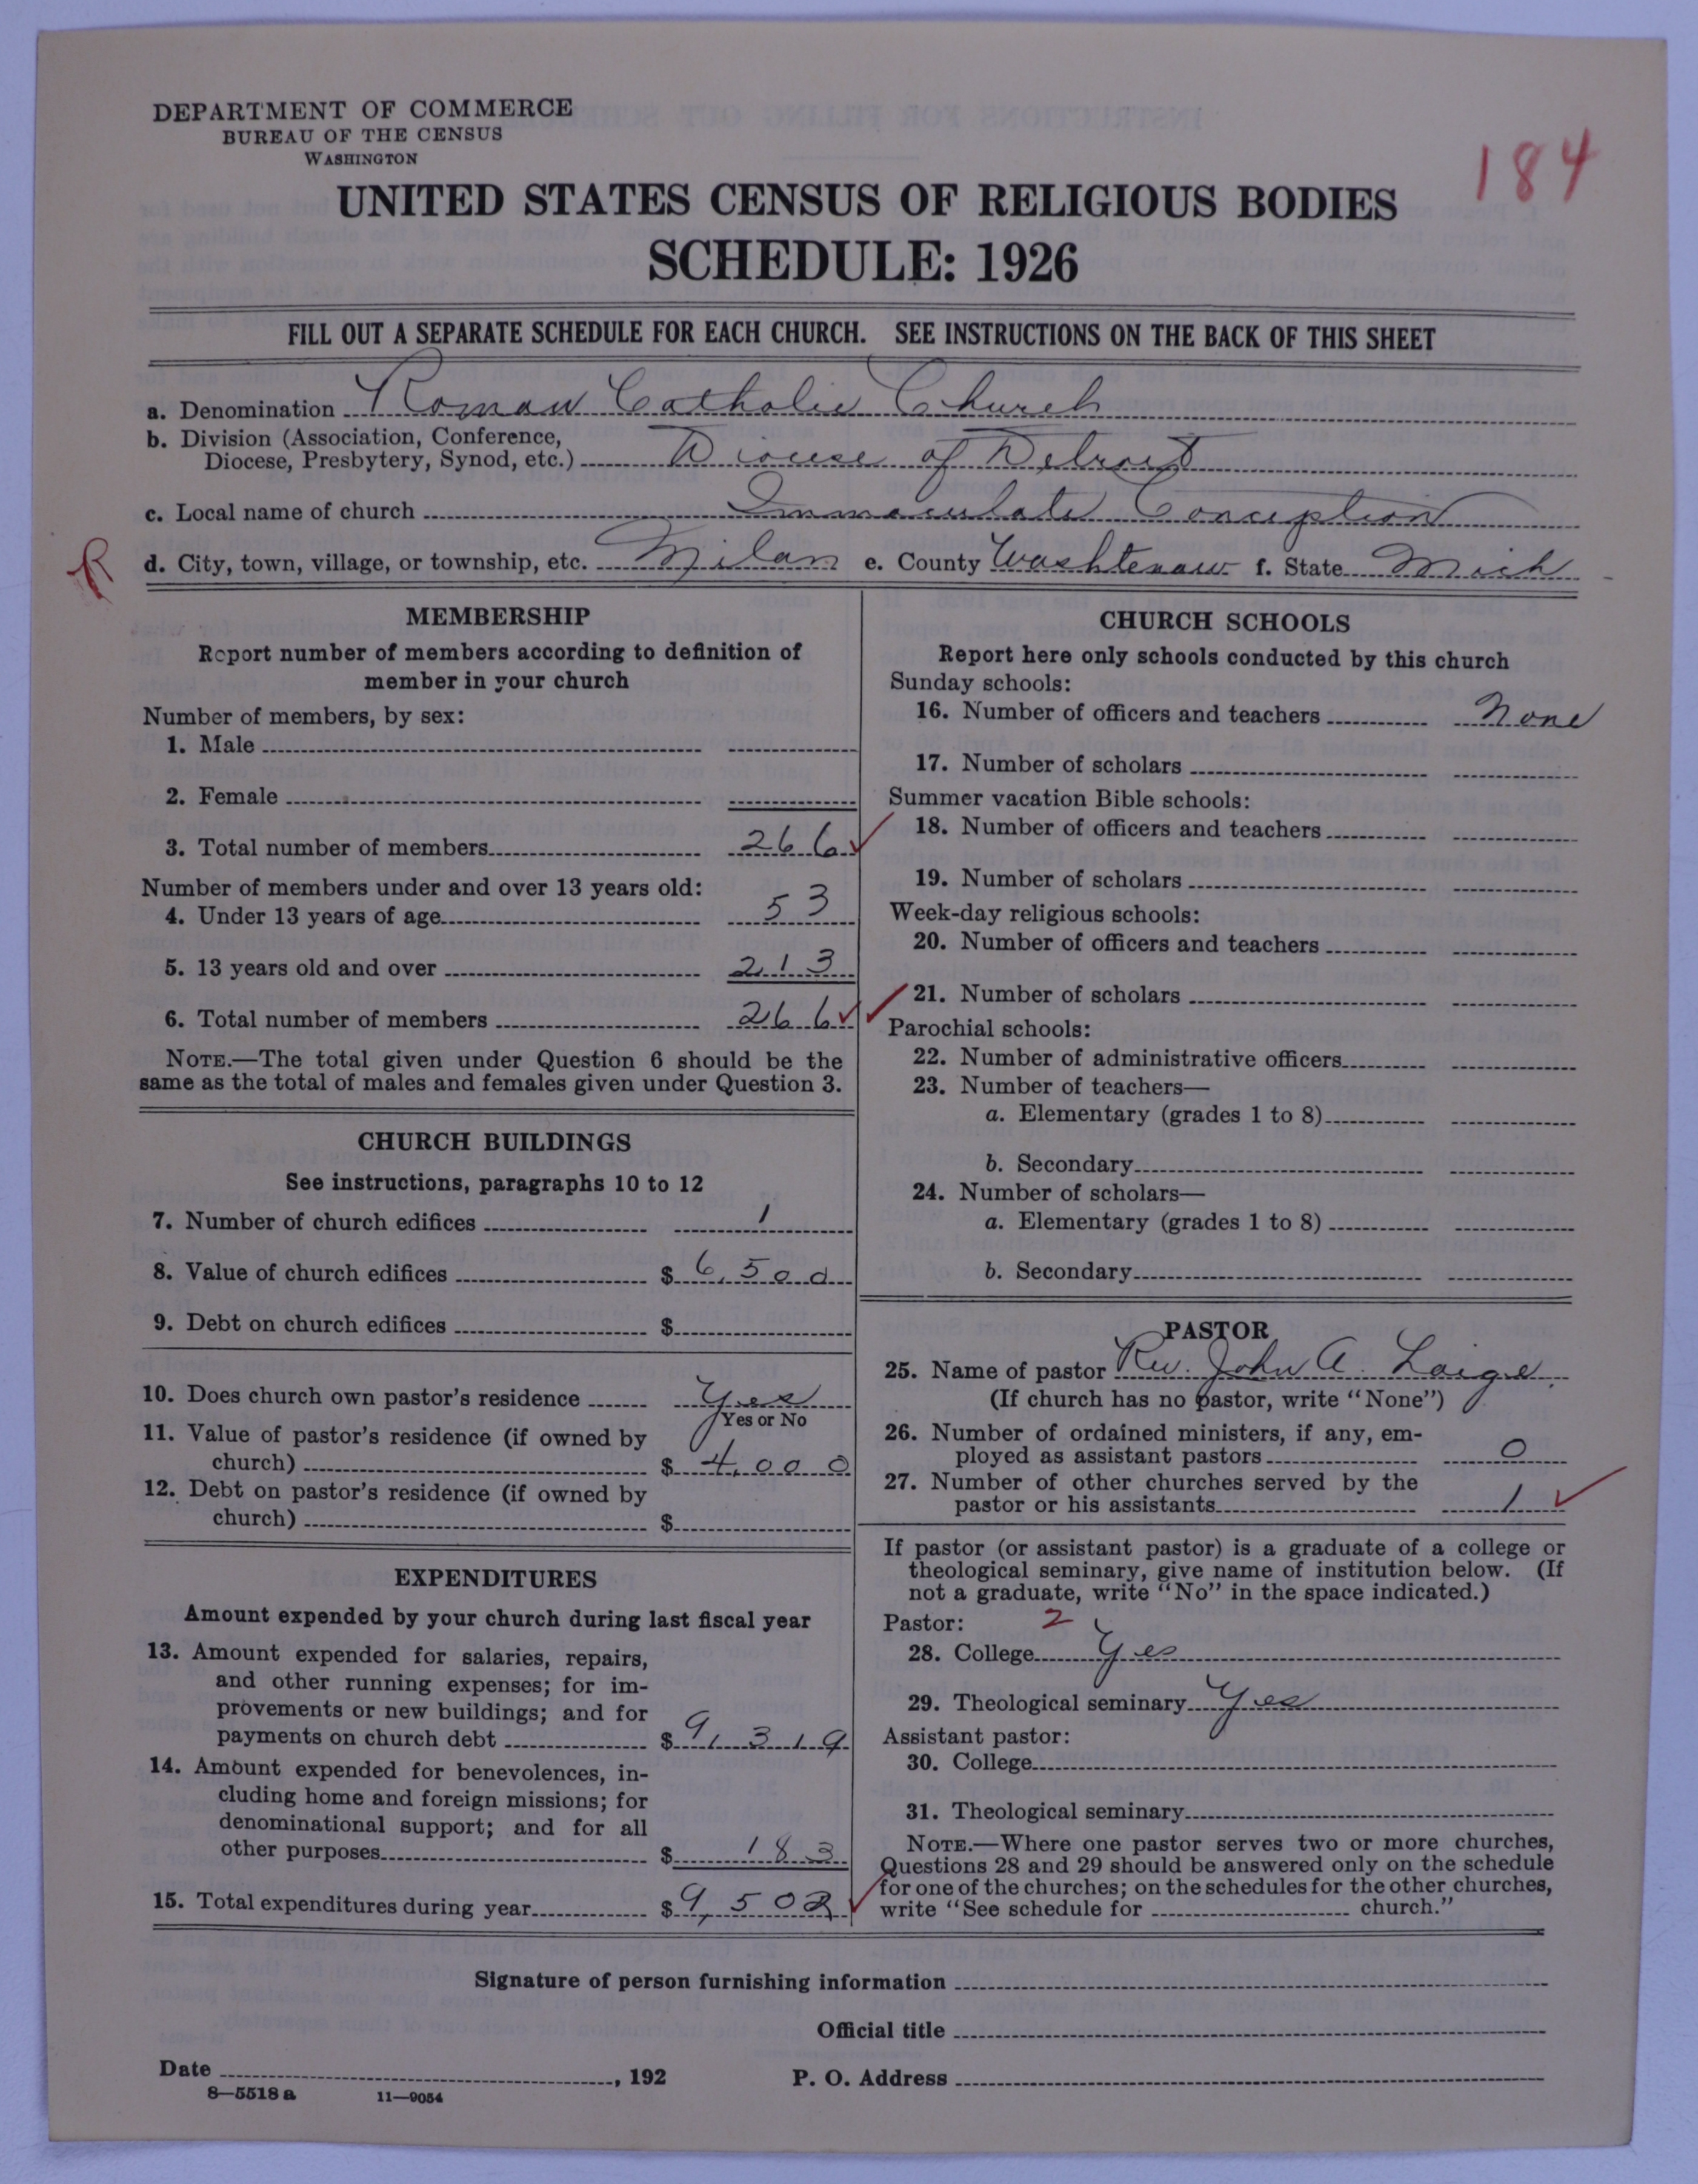 DEPARTMENT OF COMMERCE
BUREAU OF THE CENSUS
WASHINGTON
184
UNITED STATES CENSUS OF RELIGIOUS BODIES
SCHEDULE: 1926
FILL OUT A SEPARATE SCHEDULE FOR EACH CHURCH. SEE INSTRUCTIONS ON THE BACK OF THIS SHEET
a. Denomination Roman Catholic Church
b. Division (Association, Conference,
Diocese, Presbytery, Synod, etc.) Diocese of Detroit
c. Local name of church Immaculate Conception
R d. City, town, village, or township, etc. Milan e. County Washtenaw f. State Mich
MEMBERSHIP
Report number of members according to definition of
member in your church
Number of members, by sex:
1. Male
2. Female
3. Total number of members 266
Number of members under and over 13 years old:
4. Under 13 years of age 53
5. 13 years old and over 213
6. Total number of members 266
NOTE.—The total given under Question 6 should be the
same as the total of males and females given under Question 3.
CHURCH BUILDINGS
See instructions, paragraphs 10 to 12
7. Number of church edifices 1
8. Value of church edifices $ 6,500
9. Debt on church edifices $
10. Does church own pastor's residence Yes
Yes or No
11. Value of pastor's residence (if owned by
church) $ 4,000
12. Debt on pastor's residence (if owned by
church) $
EXPENDITURES
Amount expended by your church during last fiscal year
13. Amount expended for salaries, repairs,
and other running expenses; for im-
provements or new buildings; and for
payments on church debt $ 9,319
14. Amount expended for benevolences, in-
cluding home and foreign missions; for
denominational support; and for all
other purposes $ 183
15. Total expenditures during year $ 9,502
CHURCH SCHOOLS
Report here only schools conducted by this church
Sunday schools:
16. Number of officers and teachers None
17. Number of scholars
Summer vacation Bible schools:
18. Number of officers and teachers
19. Number of scholars
Week-day religious schools:
20. Number of officers and teachers
21. Number of scholars
Parochial schools:
22. Number of administrative officers
23. Number of teachers—
a. Elementary (grades 1 to 8)
b. Secondary
24. Number of scholars—
a. Elementary (grades 1 to 8)
b. Secondary
PASTOR
25. Name of pastor Rev. John A. Laige.
(If church has no pastor, write "None")
26. Number of ordained ministers, if any, em-
ployed as assistant pastors 0
27. Number of other churches served by the
pastor or his assistants 1
If pastor (or assistant pastor) is a graduate of a college or
theological seminary, give name of institution below. (If
not a graduate, write "No" in the space indicated.)
Pastor: 2
28. College Yes
29. Theological seminary Yes
Assistant pastor:
30. College
31. Theological seminary
NOTE.—Where one pastor serves two or more churches,
Questions 28 and 29 should be answered only on the schedule
for one of the churches; on the schedules for the other churches,
write "See schedule for church."
Signature of person furnishing information
Official title
Date , 192 P. O. Address
8—5518 a 11—9054